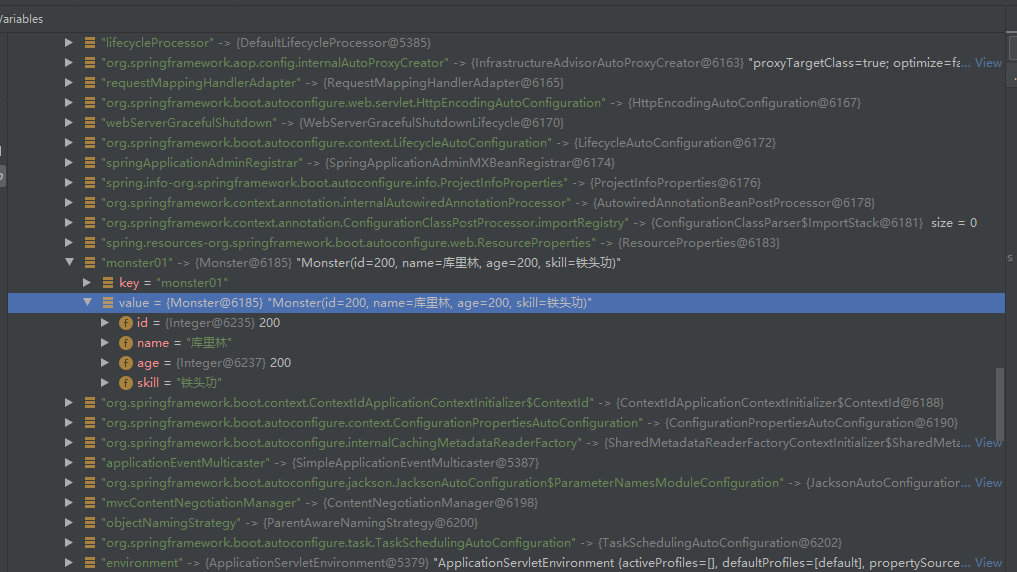 Variables
"lifecycleProcessor" -> {DefaultLifecycleProcessor@5385}
"org.springframework.aop.config.internalAutoProxyCreator" -> {InfrastructureAdvisorAutoProxyCreator@6163} "proxyTargetClass=true; optimize=fa... View
"requestMappingHandlerAdapter" -> {RequestMappingHandlerAdapter@6165}
"org.springframework.boot.autoconfigure.web.servlet.HttpEncodingAutoConfiguration" -> {HttpEncodingAutoConfiguration@6167}
"webServerGracefulShutdown" -> {WebServerGracefulShutdownLifecycle@6170}
"org.springframework.boot.autoconfigure.context.LifecycleAutoConfiguration" -> {LifecycleAutoConfiguration@6172}
"springApplicationAdminRegistrar" -> {SpringApplicationAdminMXBeanRegistrar@6174}
"spring.info-org.springframework.boot.autoconfigure.info.ProjectInfoProperties" -> {ProjectInfoProperties@6176}
"org.springframework.context.annotation.internalAutowiredAnnotationProcessor" -> {AutowiredAnnotationBeanPostProcessor@6178}
"org.springframework.context.annotation.ConfigurationClassPostProcessor.importRegistry" -> {ConfigurationClassParser$ImportStack@6181} size = 0
"spring.resources-org.springframework.boot.autoconfigure.web.ResourceProperties" -> {ResourceProperties@6183}
"monster01" -> {Monster@6185} "Monster(id=200, name=库里林, age=200, skill=铁头功)"
key = "monster01"
value = {Monster@6185} "Monster(id=200, name=库里林, age=200, skill=铁头功)"
f id = {Integer@6235} 200
f name = "库里林"
f age = {Integer@6237} 200
f skill = "铁头功"
"org.springframework.boot.context.ContextIdApplicationContextInitializer$ContextId" -> {ContextIdApplicationContextInitializer$ContextId@6188}
"org.springframework.boot.autoconfigure.context.ConfigurationPropertiesAutoConfiguration" -> {ConfigurationPropertiesAutoConfiguration@6190}
"org.springframework.boot.autoconfigure.internalCachingMetadataReaderFactory" -> {SharedMetadataReaderFactoryContextInitializer$SharedMeta... View
"applicationEventMulticaster" -> {SimpleApplicationEventMulticaster@5387}
"org.springframework.boot.autoconfigure.jackson.JacksonAutoConfiguration$ParameterNamesModuleConfiguration" -> {JacksonAutoConfiguration... View
"mvcContentNegotiationManager" -> {ContentNegotiationManager@6198}
"objectNamingStrategy" -> {ParentAwareNamingStrategy@6200}
"org.springframework.boot.autoconfigure.task.TaskSchedulingAutoConfiguration" -> {TaskSchedulingAutoConfiguration@6202}
"environment" -> {ApplicationServletEnvironment@5379} "ApplicationServletEnvironment {activeProfiles=[], defaultProfiles=[default], propertySource... View